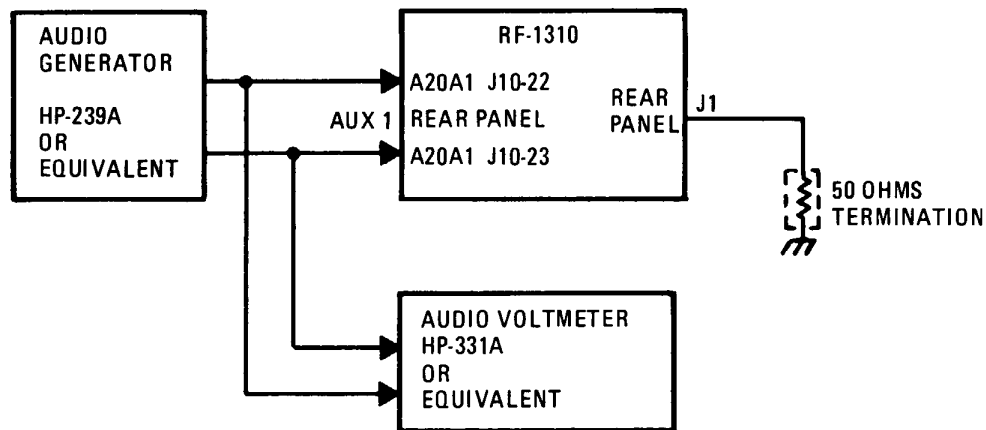 AUDIO
GENERATOR
HP-239A
OR
EQUIVALENT
RF-1310
A20A1 J10-22
AUX 1 REAR PANEL
A20A1 J10-23
REAR
PANEL
J1
50 OHMS
TERMINATION
AUDIO VOLTMETER
HP-331A
OR
EQUIVALENT